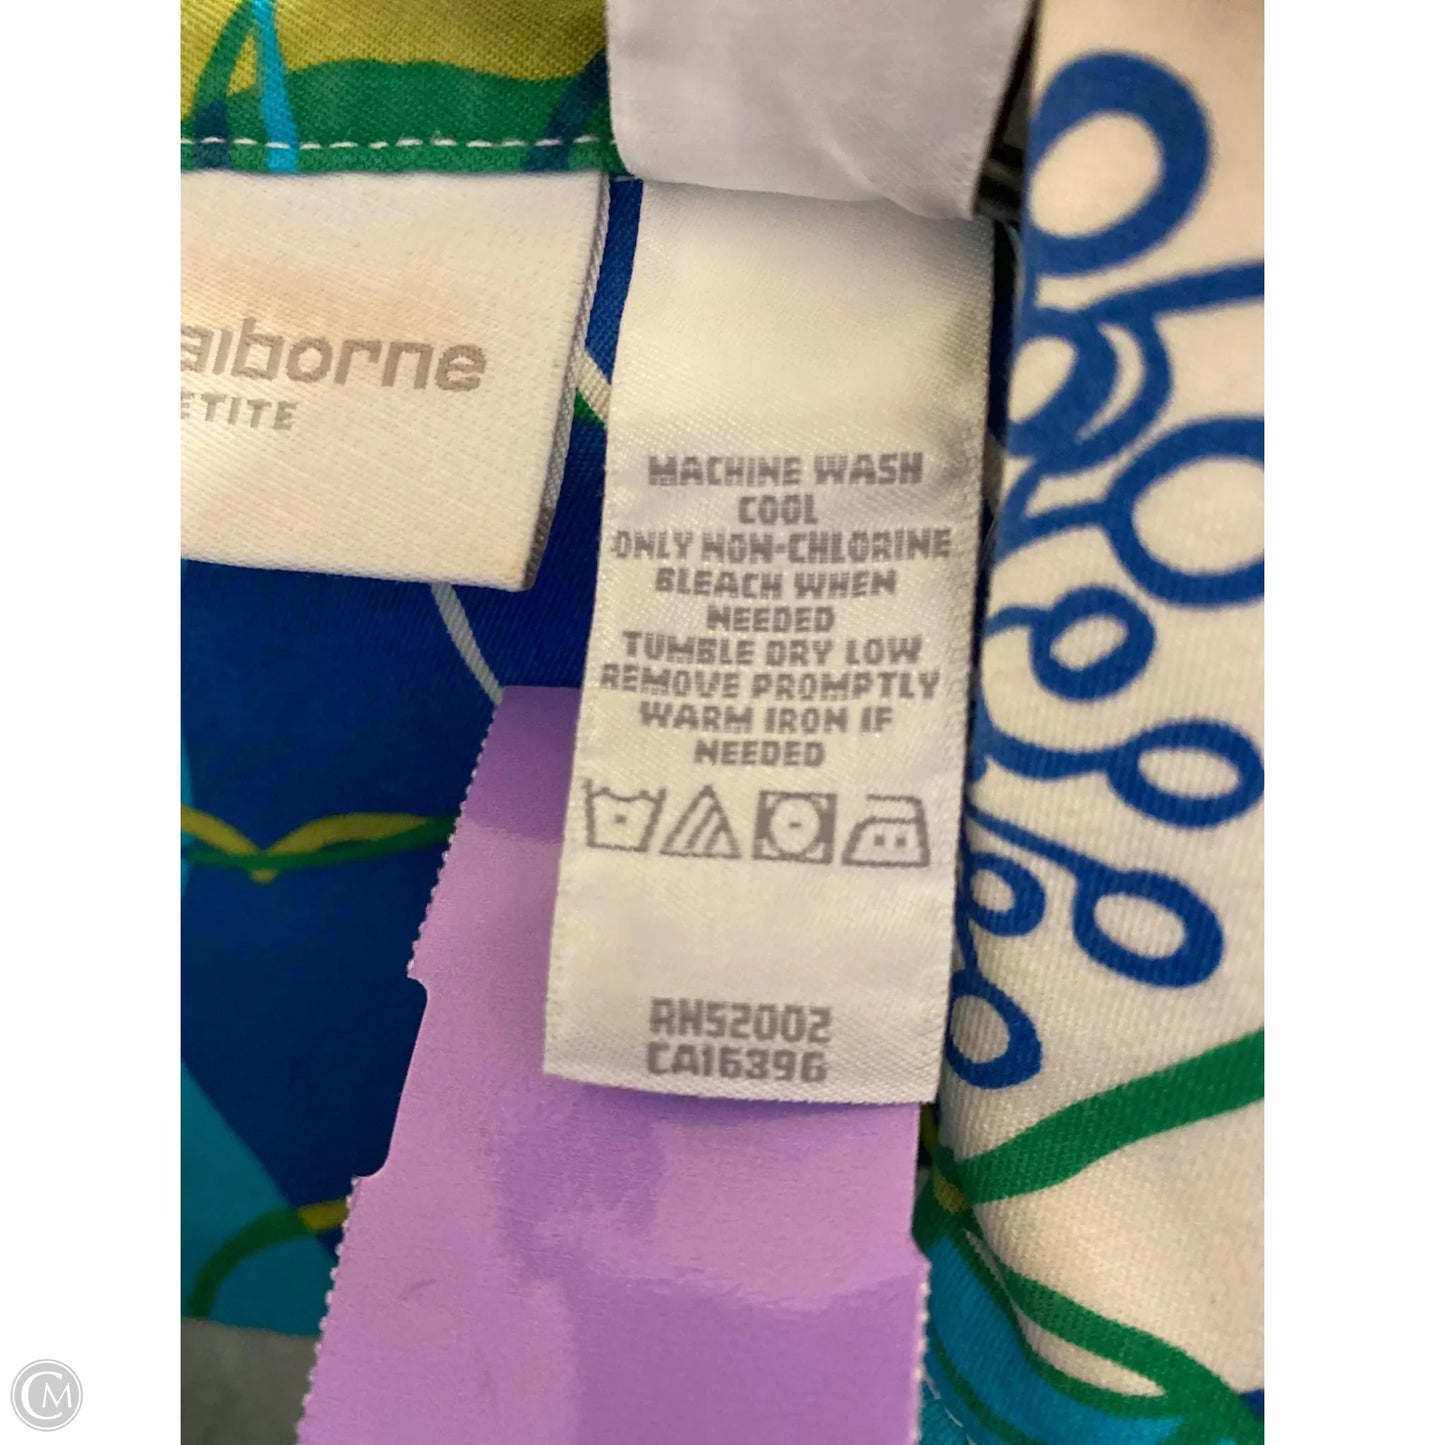 aiborne
ETITE
MACHINE WASH
COOL
ONLY NON-CHLORINE
BLEACH WHEN
NEEDED
TUMBLE DRY LOW
REMOVE PROMPTLY
WARM IRON IF
NEEDED
RN52002
CA16396
CM